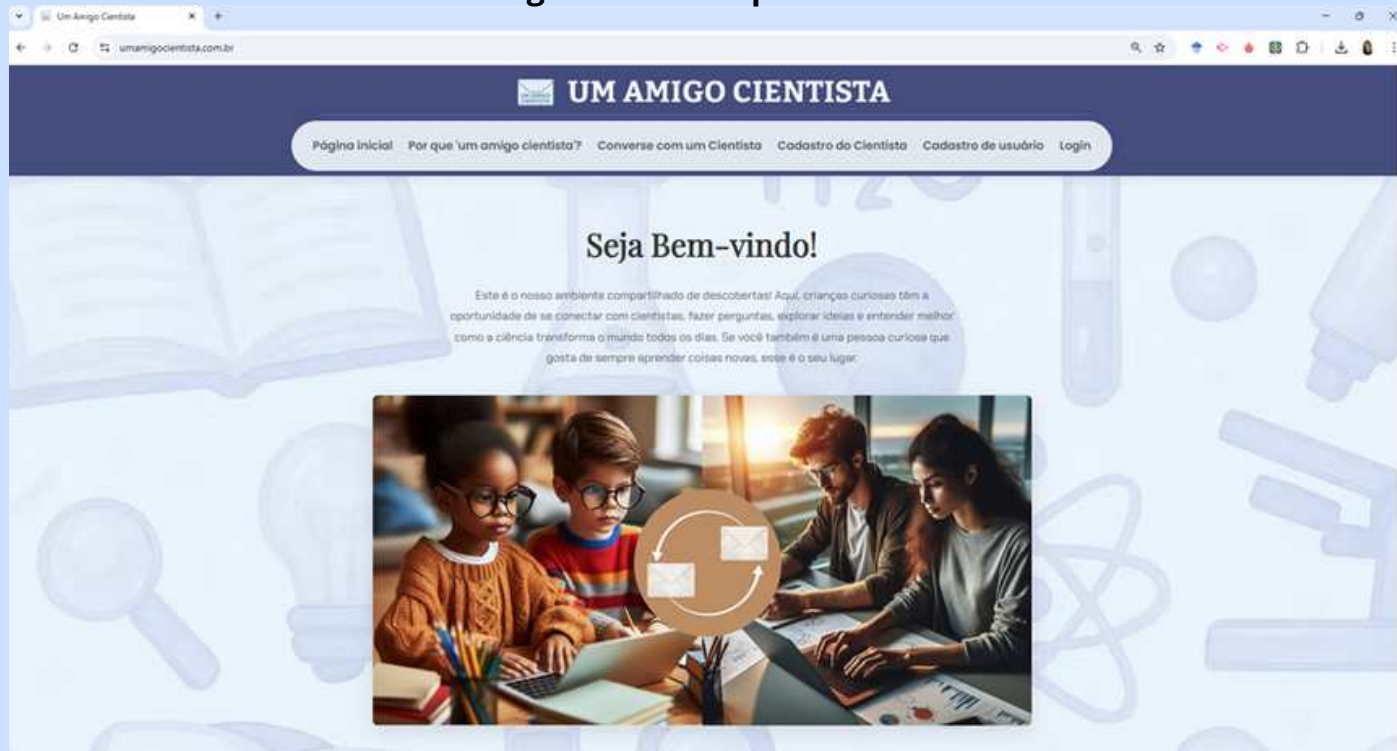 Um Amigo Cientista
umamigocientista.com.br
UM AMIGO CIENTISTA
Página inicial Por que 'um amigo cientista'? Converse com um Cientista Cadastro do Cientista Cadastro de usuário Login
H2
Seja Bem-vindo!
Este é o nosso ambiente compartilhado de descobertas! Aqui, crianças curiosas têm a
oportunidade de se conectar com cientistas, fazer perguntas, explorar ideias e entender melhor
como a ciência transforma o mundo todos os dias. Se você também é uma pessoa curiosa que
gosta de sempre aprender coisas novas, esse é o seu lugar.